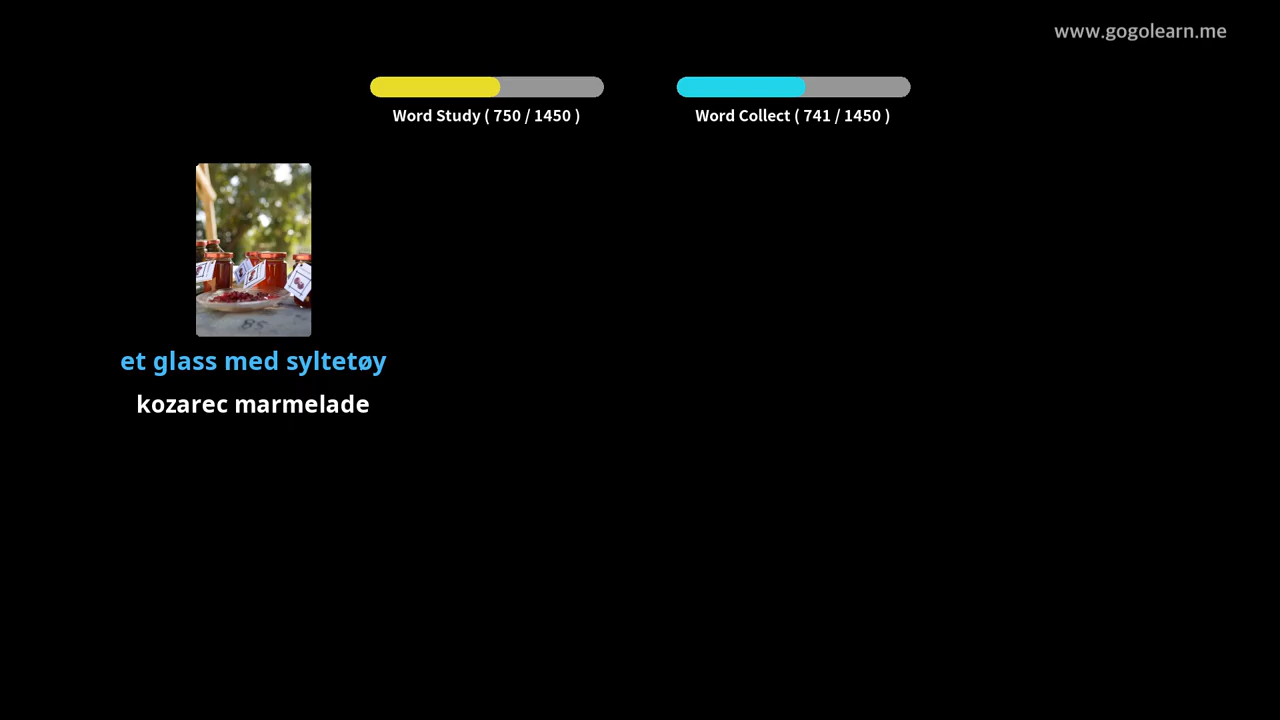 www.gogolearn.me
Word Study ( 750 / 1450 )
Word Collect ( 741 / 1450 )
et glass med syltetøy
kozarec marmelade